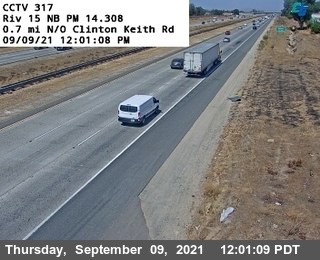 CCTV 317
Riv 15 NB PM 14.308
0.7 mi N/O Clinton Keith Rd
09/09/21 12:01:08 PM
Thursday, September 09, 2021 12:01:09 PDT